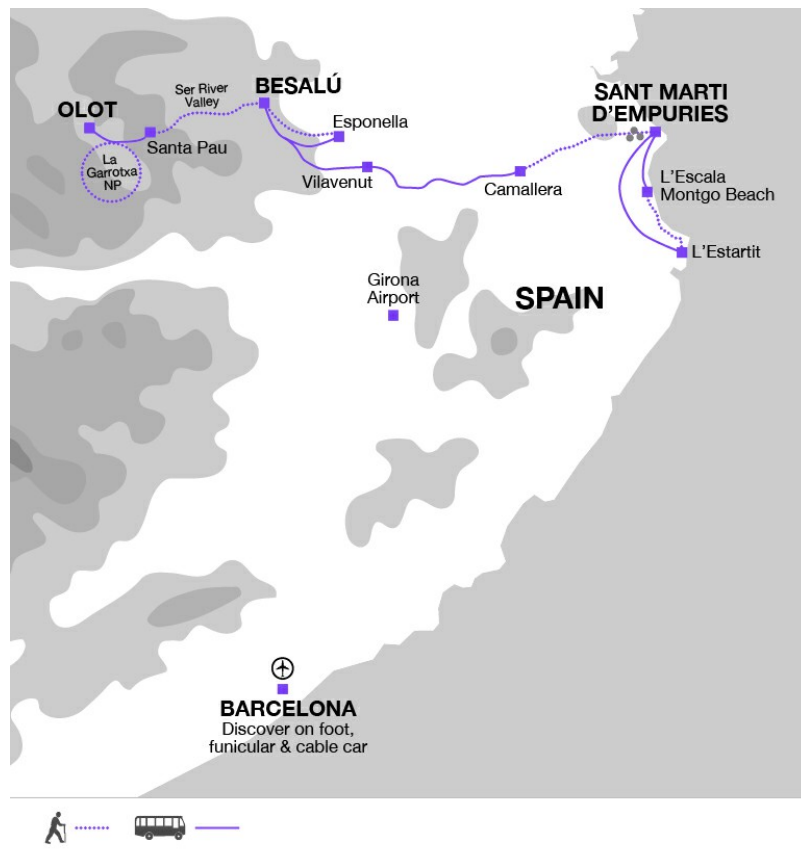 OLOT
La
Garrotxa
NP
Santa Pau
Ser River
Valley
BESALÚ
Esponella
Vilavenut
Camallera
SANT MARTI
D'EMPURIES
L'Escala
Montgo Beach
L'Estartit
Girona
Airport
SPAIN
BARCELONA
Discover on foot,
funicular & cable car